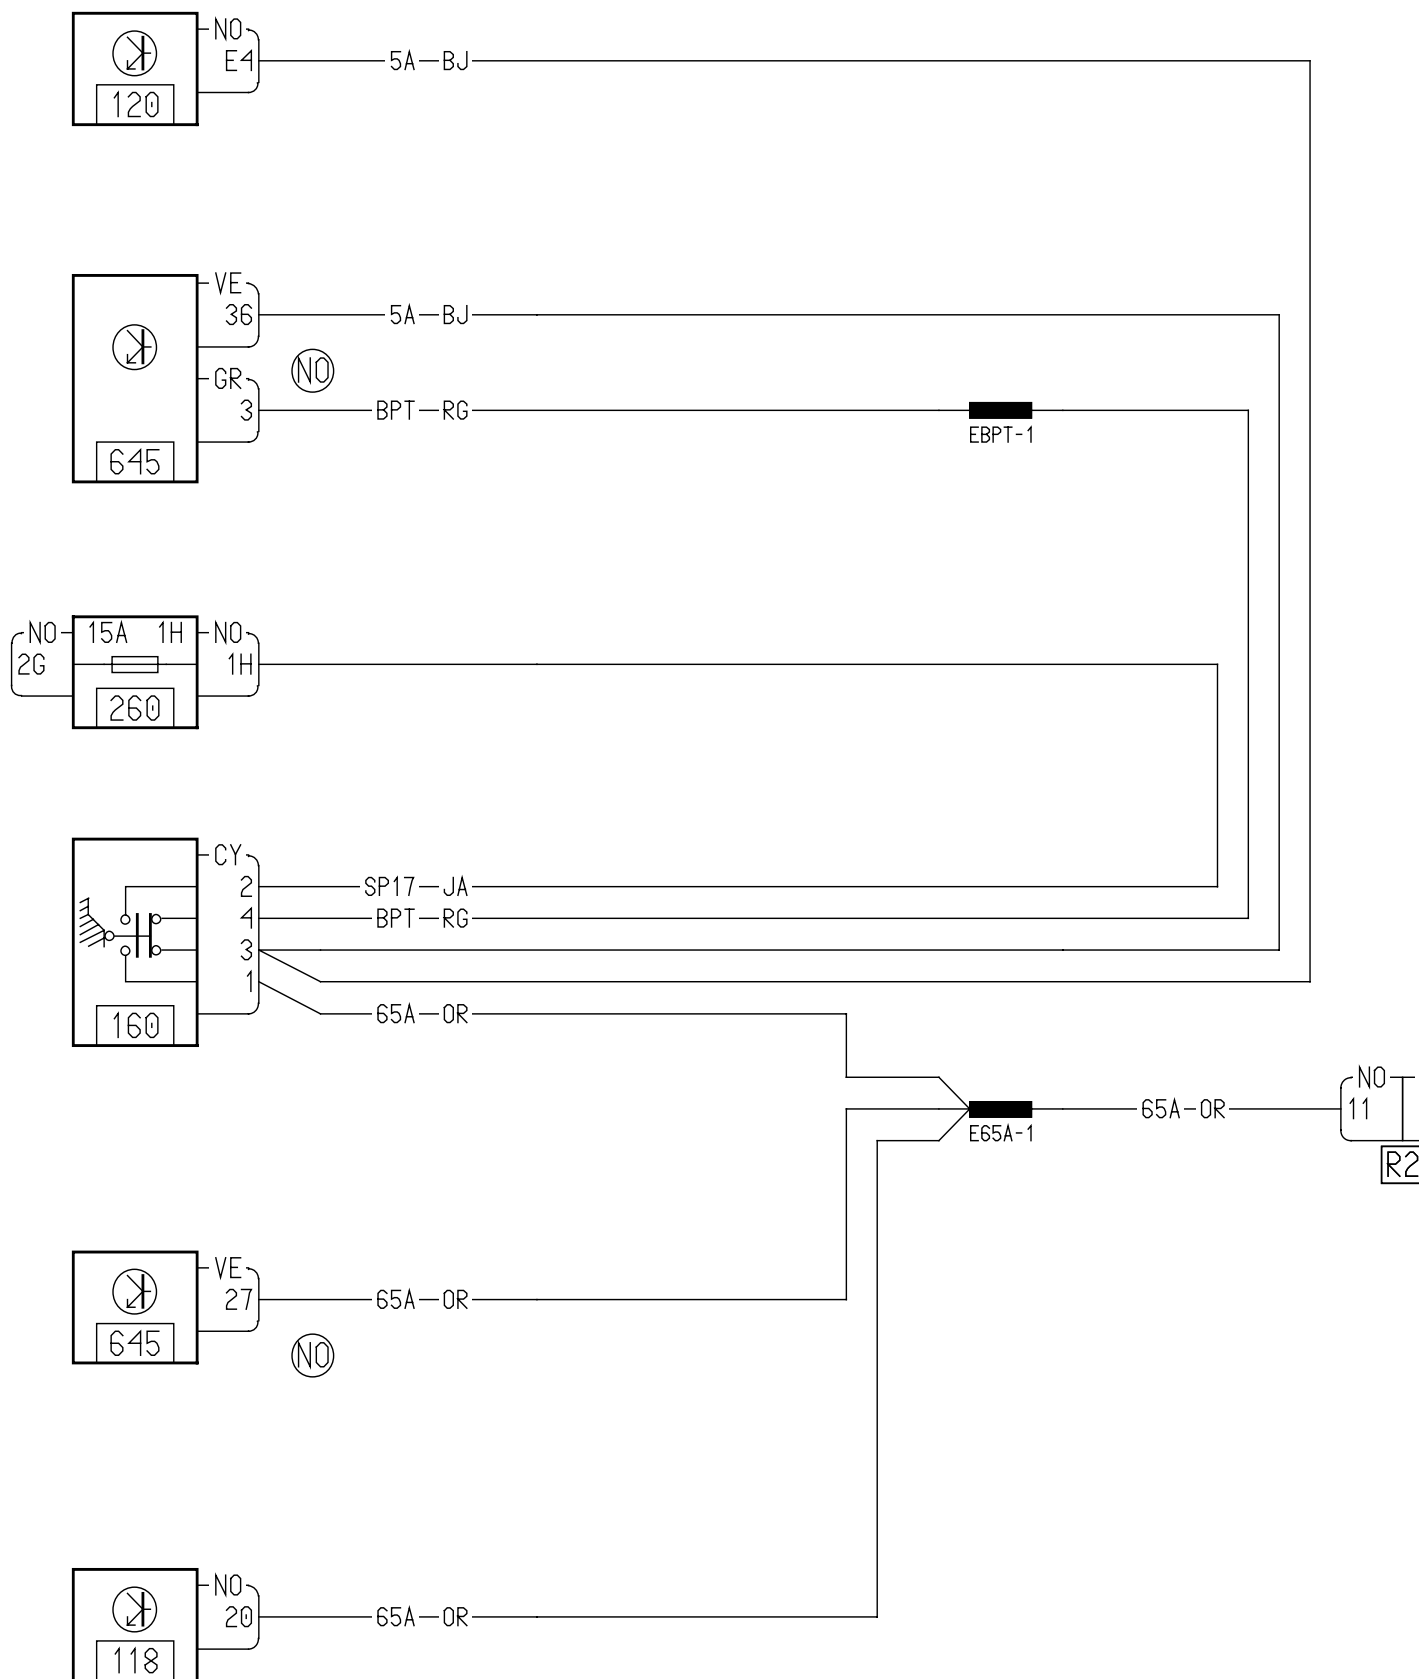 NO
E4 5A BJ
120
VE
36 5A BJ
NO
GR
3 BPT RG
EBPT-1
645
NO 15A 1H NO
2G 1H
260
CY
2 SP17 JA
4 BPT RG
3
1
65A OR
160
NO
65A OR 11
E65A-1
R2
VE
27 65A OR
645
NO
NO
20 65A OR
118